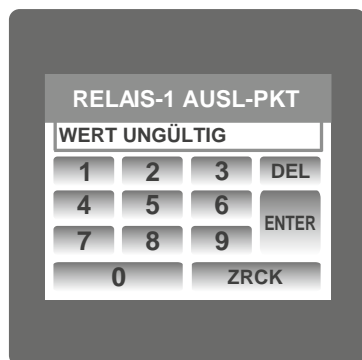 RELAIS-1 AUSL-PKT
WERT UNGÜLTIG
1 2 3 DEL
4 5 6 ENTER
7 8 9
0 ZRCK